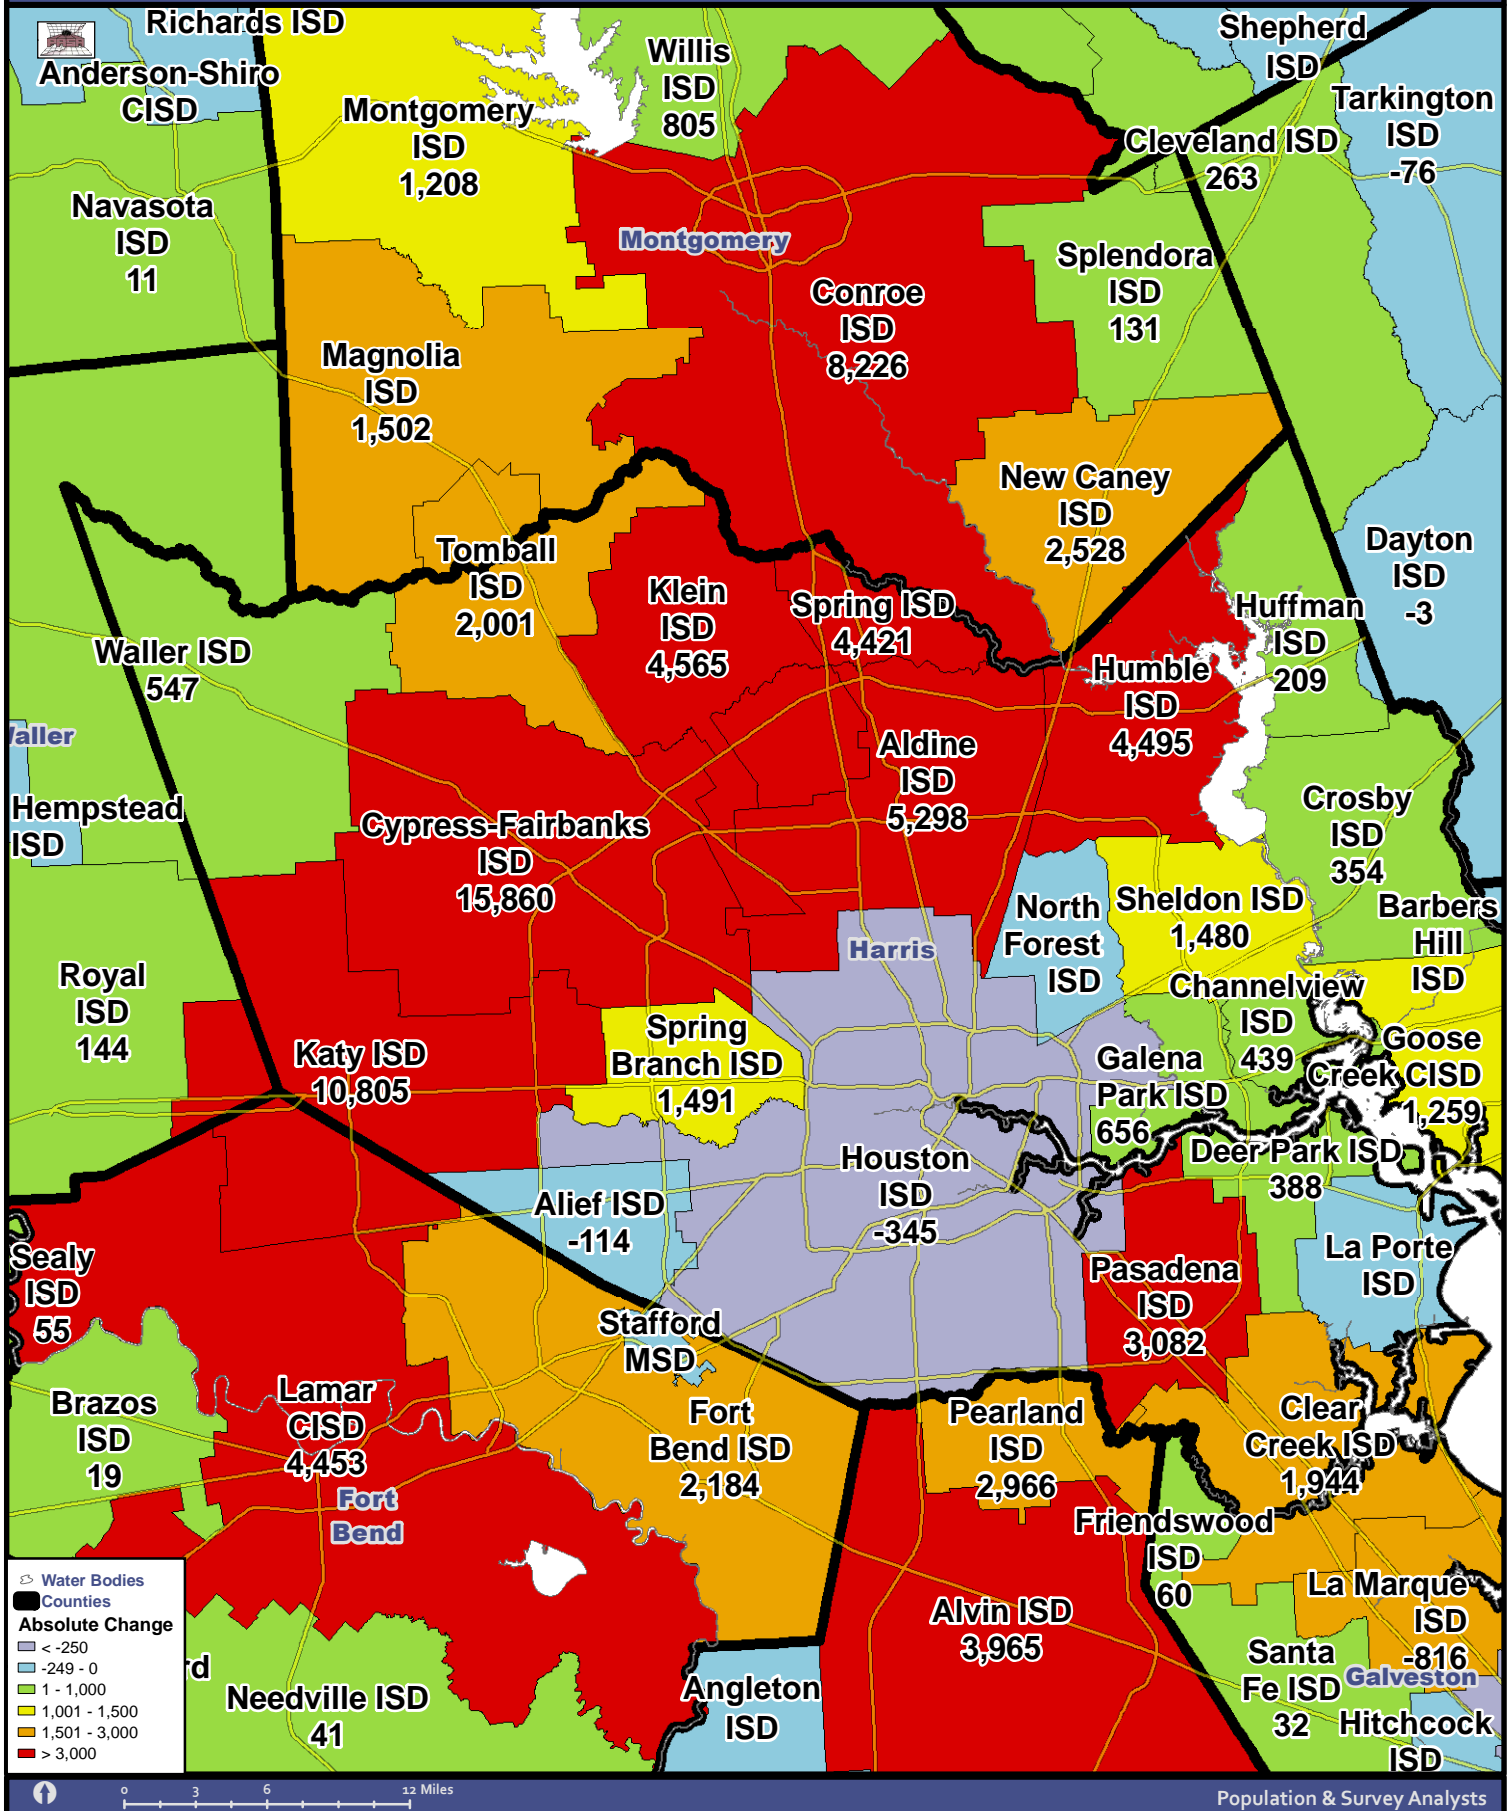 Richards ISD
Anderson-Shiro
CISD
Willis
ISD
805
Shepherd
ISD
Tarkington
ISD
-76
Montgomery
ISD
1,208
Cleveland ISD
263
Navasota
ISD
11
Montgomery
Splendora
ISD
131
Conroe
ISD
8,226
Magnolia
ISD
1,502
New Caney
ISD
2,528
Dayton
ISD
-3
Tomball
ISD
2,001
Klein
ISD
4,565
Spring ISD
4,421
Huffman
ISD
209
Waller ISD
547
Humble
ISD
4,495
aller
Aldine
ISD
5,298
Hempstead
ISD
Cypress-Fairbanks
ISD
15,860
Crosby
ISD
354
North
Forest
ISD
Sheldon ISD
1,480
Barbers
Hill
ISD
Harris
Royal
ISD
144
Channelview
ISD
439
Katy ISD
10,805
Spring
Branch ISD
1,491
Galena
Park ISD
656
Goose
Creek CISD
1,259
Houston
ISD
-345
Deer Park ISD
388
Alief ISD
-114
Sealy
ISD
55
La Porte
ISD
Pasadena
ISD
3,082
Stafford
MSD
Brazos
ISD
19
Lamar
CISD
4,453
Fort
Bend ISD
2,184
Pearland
ISD
2,966
Clear
Creek ISD
1,944
Fort
Bend
Friendswood
ISD
60
La Marque
ISD
-816
Alvin ISD
3,965
Santa
Fe ISD
32
Galveston
Hitchcock
ISD
Angleton
ISD
rd
Needville ISD
41
Water Bodies
Counties
Absolute Change
< -250
-249 - 0
1 - 1,000
1,001 - 1,500
1,501 - 3,000
> 3,000
0 3 6 12 Miles
Population & Survey Analysts